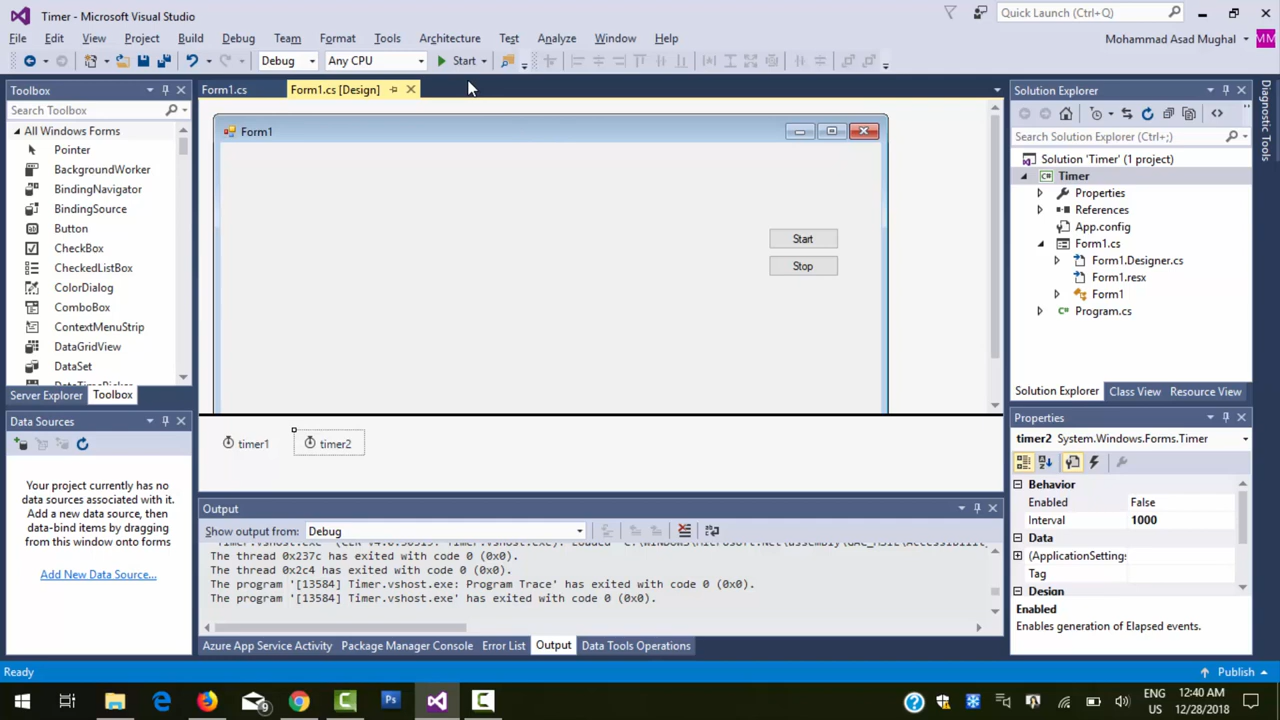 Timer - Microsoft Visual Studio
Quick Launch (Ctrl+Q)
File Edit View Project Build Debug Team Format Tools Architecture Test Analyze Window Help
Mohammad Asad Mughal MM
Debug Any CPU Start
Toolbox
Search Toolbox
All Windows Forms
Pointer
BackgroundWorker
BindingNavigator
BindingSource
Button
CheckBox
CheckedListBox
ColorDialog
ComboBox
ContextMenuStrip
DataGridView
DataSet
DateTimePicker
Server Explorer Toolbox
Data Sources
Your project currently has no
data sources associated with it.
Add a new data source, then
data-bind items by dragging
from this window onto forms
Add New Data Source...
Form1.cs Form1.cs [Design]
Form1
Start
Stop
timer1 timer2
Output
Show output from: Debug
The thread 0x237c has exited with code 0 (0x0).
The thread 0x2c4 has exited with code 0 (0x0).
The program '[13584] Timer.vshost.exe: Program Trace' has exited with code 0 (0x0).
The program '[13584] Timer.vshost.exe' has exited with code 0 (0x0).
Azure App Service Activity Package Manager Console Error List Output Data Tools Operations
Solution Explorer
Search Solution Explorer (Ctrl+;)
Solution 'Timer' (1 project)
Timer
Properties
References
App.config
Form1.cs
Form1.Designer.cs
Form1.resx
Form1
Program.cs
Solution Explorer Class View Resource View
Properties
timer2 System.Windows.Forms.Timer
Behavior
Enabled False
Interval 1000
Data
(ApplicationSettings
Tag
Design
Enabled
Enables generation of Elapsed events.
Diagnostic Tools
Ready
Publish
9
Ps
ENG
US
12:40 AM
12/28/2018